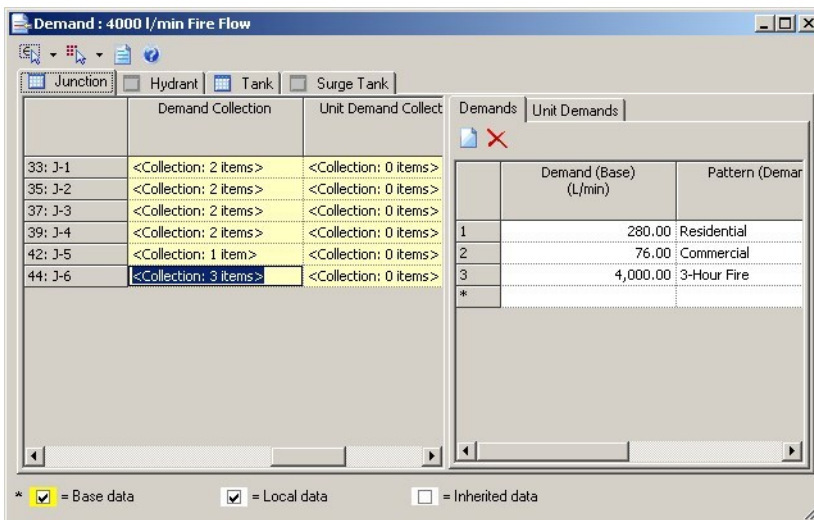 Demand : 4000 l/min Fire Flow
Junction Hydrant Tank Surge Tank
Demand Collection Unit Demand Collect
33: J-1 <Collection: 2 items> <Collection: 0 items>
35: J-2 <Collection: 2 items> <Collection: 0 items>
37: J-3 <Collection: 2 items> <Collection: 0 items>
39: J-4 <Collection: 2 items> <Collection: 0 items>
42: J-5 <Collection: 1 item> <Collection: 0 items>
44: J-6 <Collection: 3 items> <Collection: 0 items>
Demands Unit Demands
Demand (Base) Pattern (Demar
(L/min)
1 280.00 Residential
2 76.00 Commercial
3 4,000.00 3-Hour Fire
*
* = Base data = Local data = Inherited data